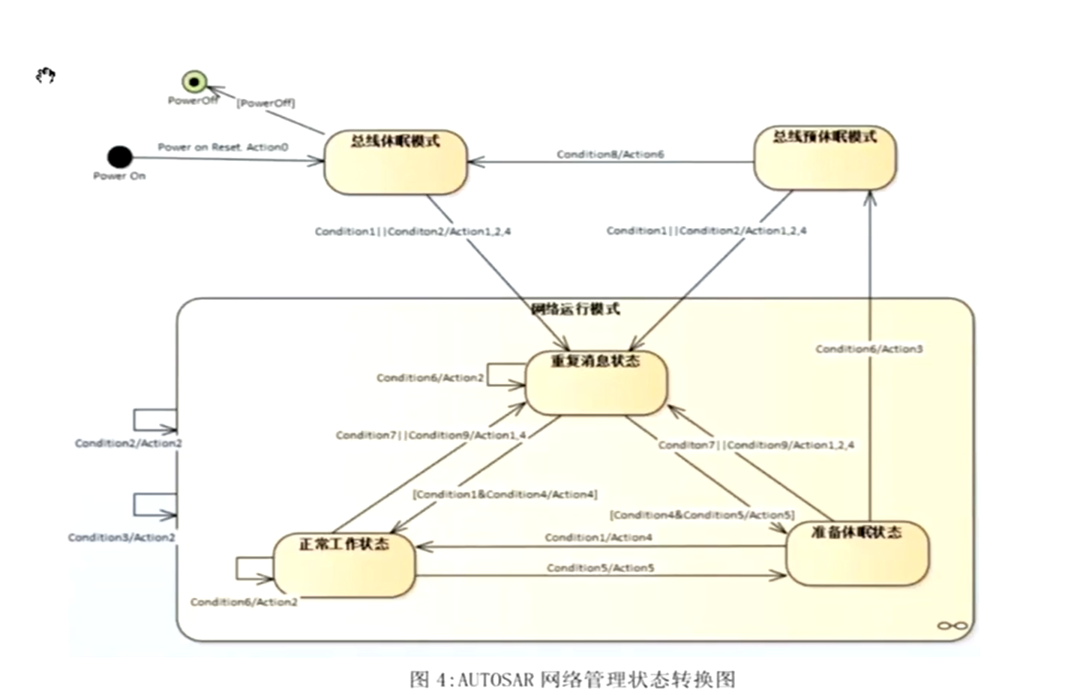 PowerOff
[PowerOff]
总线休眠模式
总线预休眠模式
Power on Reset, Action0
Condition8/Action6
Power On
Condition1||Conditon2/Action1,2,4
Condition1||Condition2/Action1,2,4
网络运行模式
Condition6/Action3
重复消息状态
Condition6/Action2
Condition7||Condition9/Action1,4
Conditon7||Condition9/Action1,2,4
Condition2/Action2
[Condition1&Condition4/Action4]
[Condition4&Condition5/Action5]
Condition3/Action2
正常工作状态
Condition1/Action4
准备休眠状态
Condition5/Action5
Condition6/Action2
图 4:AUTOSAR 网络管理状态转换图